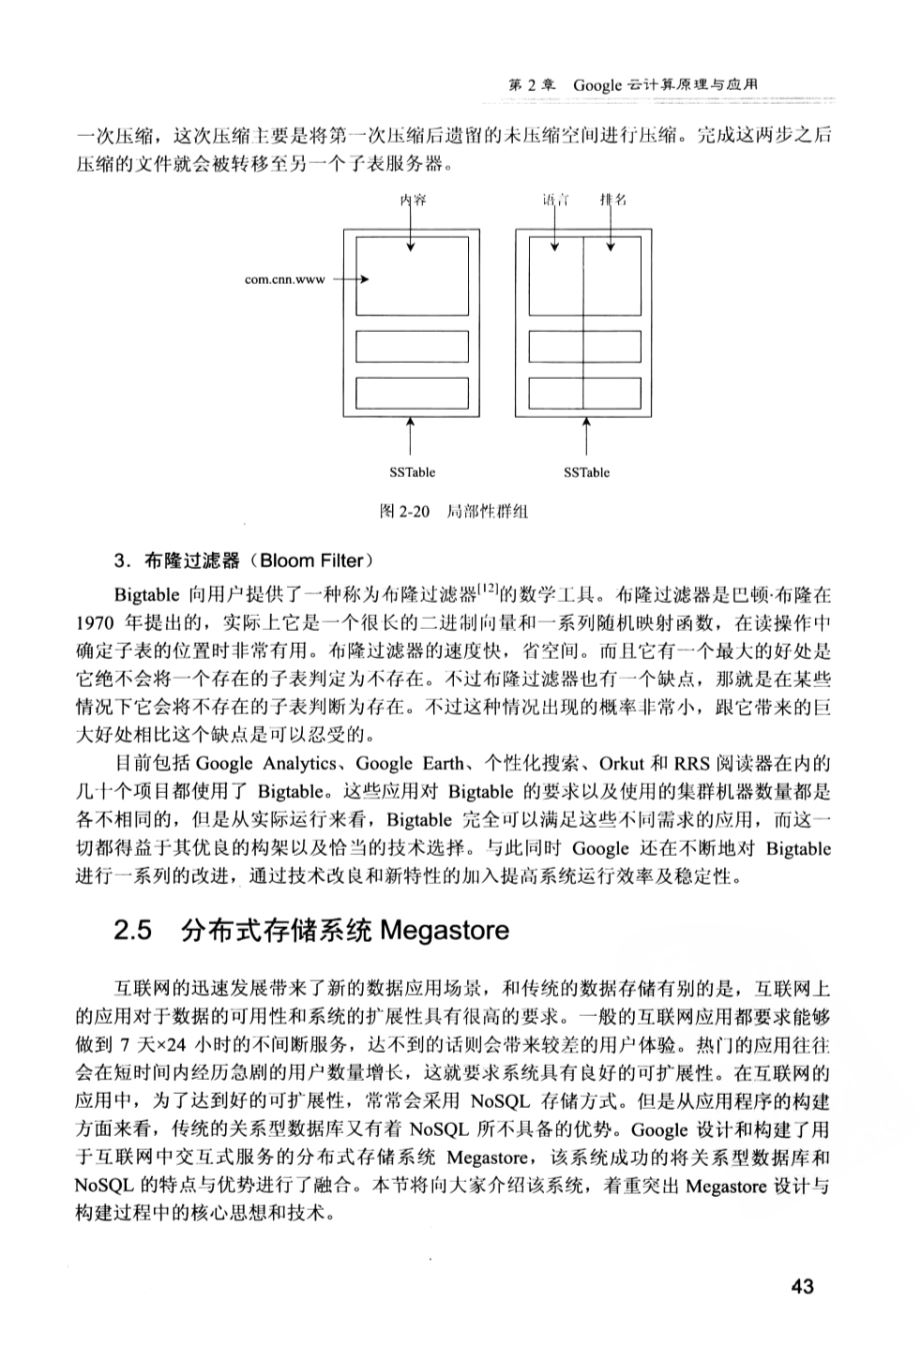 第 2 章 Google 云计算原理与应用
一次压缩，这次压缩主要是将第一次压缩后遗留的未压缩空间进行压缩。完成这两步之后
压缩的文件就会被转移至另一个子表服务器。
内容
语言 排名
com.cnn.www
SSTable SSTable
图 2-20 局部性群组
3．布隆过滤器（Bloom Filter）
Bigtable 向用户提供了一种称为布隆过滤器[12]的数学工具。布隆过滤器是巴顿·布隆在
1970 年提出的，实际上它是一个很长的二进制向量和一系列随机映射函数，在读操作中
确定子表的位置时非常有用。布隆过滤器的速度快，省空间。而且它有一个最大的好处是
它绝不会将一个存在的子表判定为不存在。不过布隆过滤器也有一个缺点，那就是在某些
情况下它会将不存在的子表判断为存在。不过这种情况出现的概率非常小，跟它带来的巨
大好处相比这个缺点是可以忍受的。
目前包括 Google Analytics、Google Earth、个性化搜索、Orkut 和 RRS 阅读器在内的
几十个项目都使用了 Bigtable。这些应用对 Bigtable 的要求以及使用的集群机器数量都是
各不相同的，但是从实际运行来看，Bigtable 完全可以满足这些不同需求的应用，而这一
切都得益于其优良的构架以及恰当的技术选择。与此同时 Google 还在不断地对 Bigtable
进行一系列的改进，通过技术改良和新特性的加入提高系统运行效率及稳定性。
2.5 分布式存储系统 Megastore
互联网的迅速发展带来了新的数据应用场景，和传统的数据存储有别的是，互联网上
的应用对于数据的可用性和系统的扩展性具有很高的要求。一般的互联网应用都要求能够
做到 7 天×24 小时的不间断服务，达不到的话则会带来较差的用户体验。热门的应用往往
会在短时间内经历急剧的用户数量增长，这就要求系统具有良好的可扩展性。在互联网的
应用中，为了达到好的可扩展性，常常会采用 NoSQL 存储方式。但是从应用程序的构建
方面来看，传统的关系型数据库又有着 NoSQL 所不具备的优势。Google 设计和构建了用
于互联网中交互式服务的分布式存储系统 Megastore，该系统成功的将关系型数据库和
NoSQL 的特点与优势进行了融合。本节将向大家介绍该系统，着重突出 Megastore 设计与
构建过程中的核心思想和技术。
43